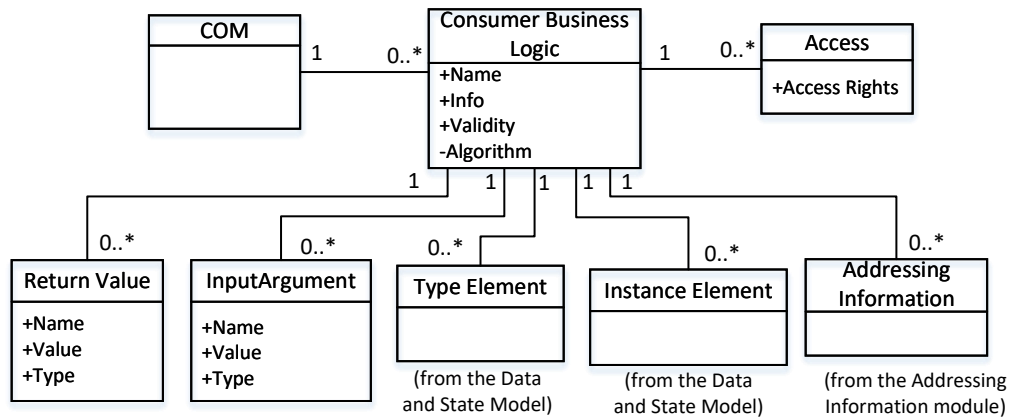 COM
1
0..*
Consumer Business
Logic
+Name
+Info
+Validity
-Algorithm
1
0..*
Access
+Access Rights
1
1
1
1
1
0..*
0..*
0..*
0..*
0..*
Return Value
+Name
+Value
+Type
InputArgument
+Name
+Value
+Type
Type Element
(from the Data
and State Model)
Instance Element
(from the Data
and State Model)
Addressing
Information
(from the Addressing
Information module)